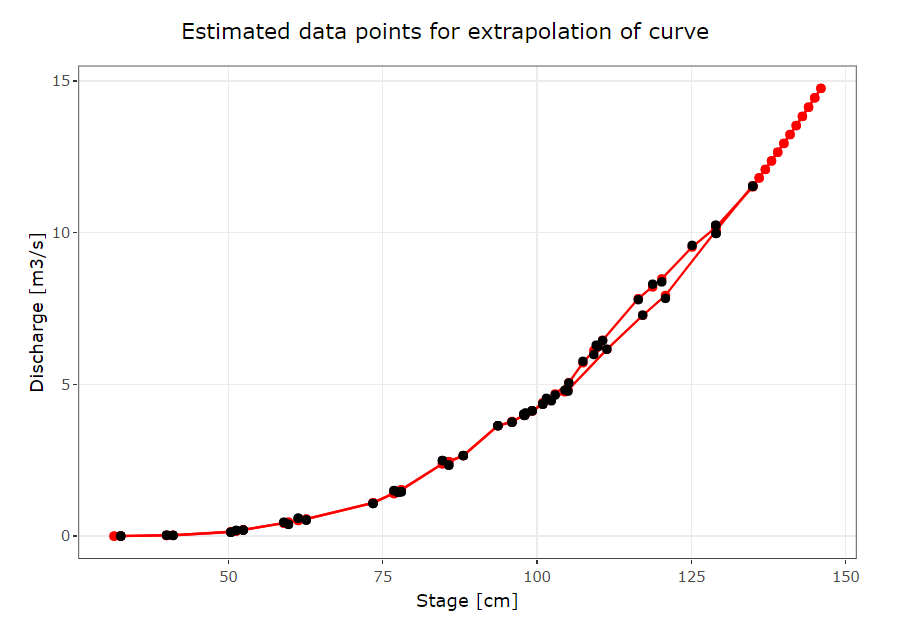 Estimated data points for extrapolation of curve
15
10
5
0
Discharge [m3/s]
50 75 100 125 150
Stage [cm]